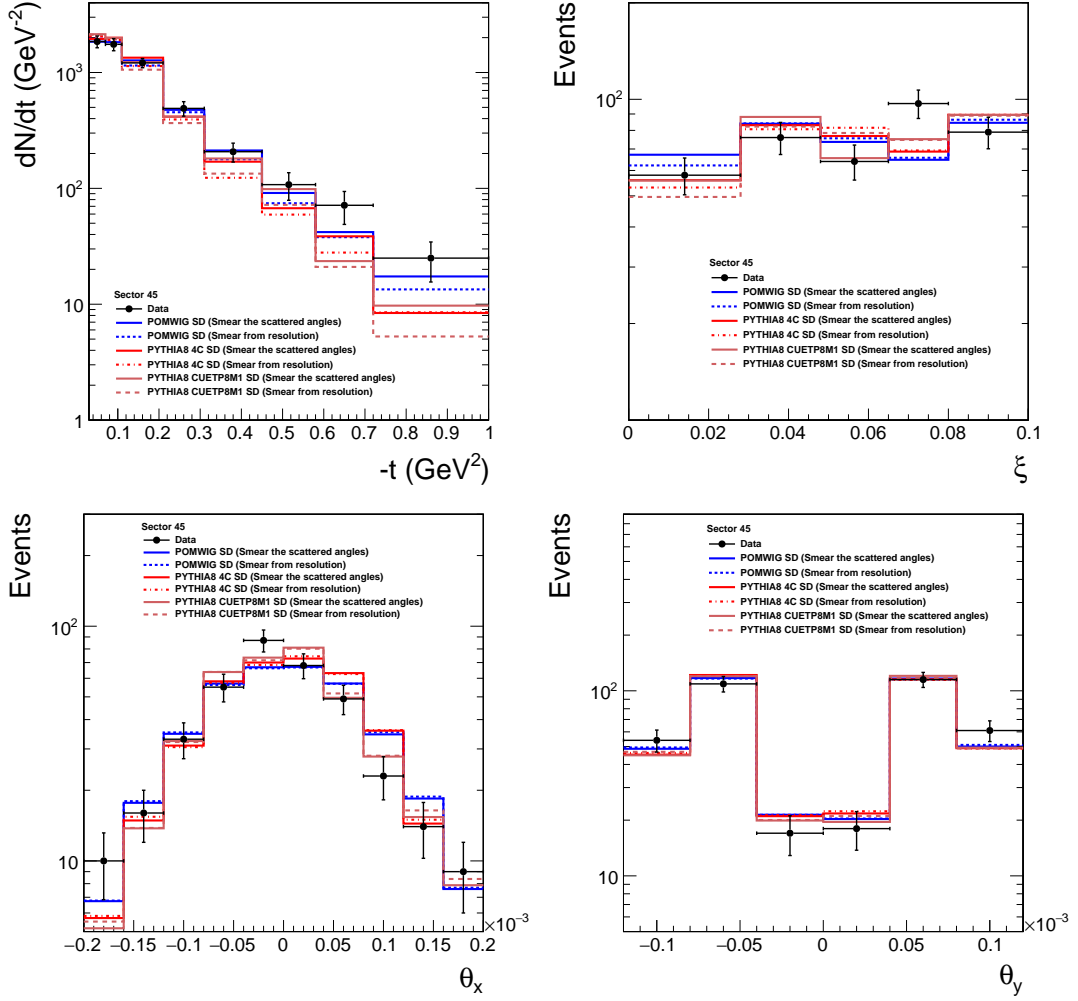 dN/dt (GeV⁻²)
10³
10²
10
1
Sector 45
Data
POMWIG SD (Smear the scattered angles)
POMWIG SD (Smear from resolution)
PYTHIA8 4C SD (Smear the scattered angles)
PYTHIA8 4C SD (Smear from resolution)
PYTHIA8 CUETP8M1 SD (Smear the scattered angles)
PYTHIA8 CUETP8M1 SD (Smear from resolution)
0.1 0.2 0.3 0.4 0.5 0.6 0.7 0.8 0.9 1
-t (GeV²)
Events
10²
Sector 45
Data
POMWIG SD (Smear the scattered angles)
POMWIG SD (Smear from resolution)
PYTHIA8 4C SD (Smear the scattered angles)
PYTHIA8 4C SD (Smear from resolution)
PYTHIA8 CUETP8M1 SD (Smear the scattered angles)
PYTHIA8 CUETP8M1 SD (Smear from resolution)
0 0.02 0.04 0.06 0.08 0.1
ξ
Events
10²
10
Sector 45
Data
POMWIG SD (Smear the scattered angles)
POMWIG SD (Smear from resolution)
PYTHIA8 4C SD (Smear the scattered angles)
PYTHIA8 4C SD (Smear from resolution)
PYTHIA8 CUETP8M1 SD (Smear the scattered angles)
PYTHIA8 CUETP8M1 SD (Smear from resolution)
×10⁻³
−0.2 −0.15 −0.1 −0.05 0 0.05 0.1 0.15 0.2
θ_x
Events
10²
10
Sector 45
Data
POMWIG SD (Smear the scattered angles)
POMWIG SD (Smear from resolution)
PYTHIA8 4C SD (Smear the scattered angles)
PYTHIA8 4C SD (Smear from resolution)
PYTHIA8 CUETP8M1 SD (Smear the scattered angles)
PYTHIA8 CUETP8M1 SD (Smear from resolution)
×10⁻³
−0.1 −0.05 0 0.05 0.1
θ_y